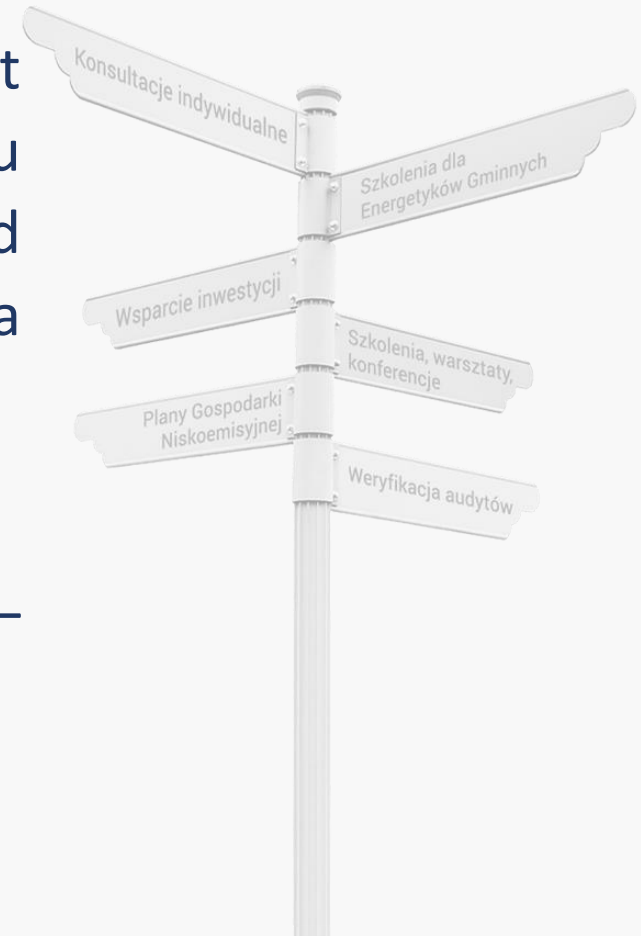 t
u
d
a
–
Konsultacje indywidualne
Szkolenia dla
Energetyków Gminnych
Wsparcie inwestycji
Szkolenia, warsztaty,
konferencje
Plany Gospodarki
Niskoemisyjnej
Weryfikacja audytów